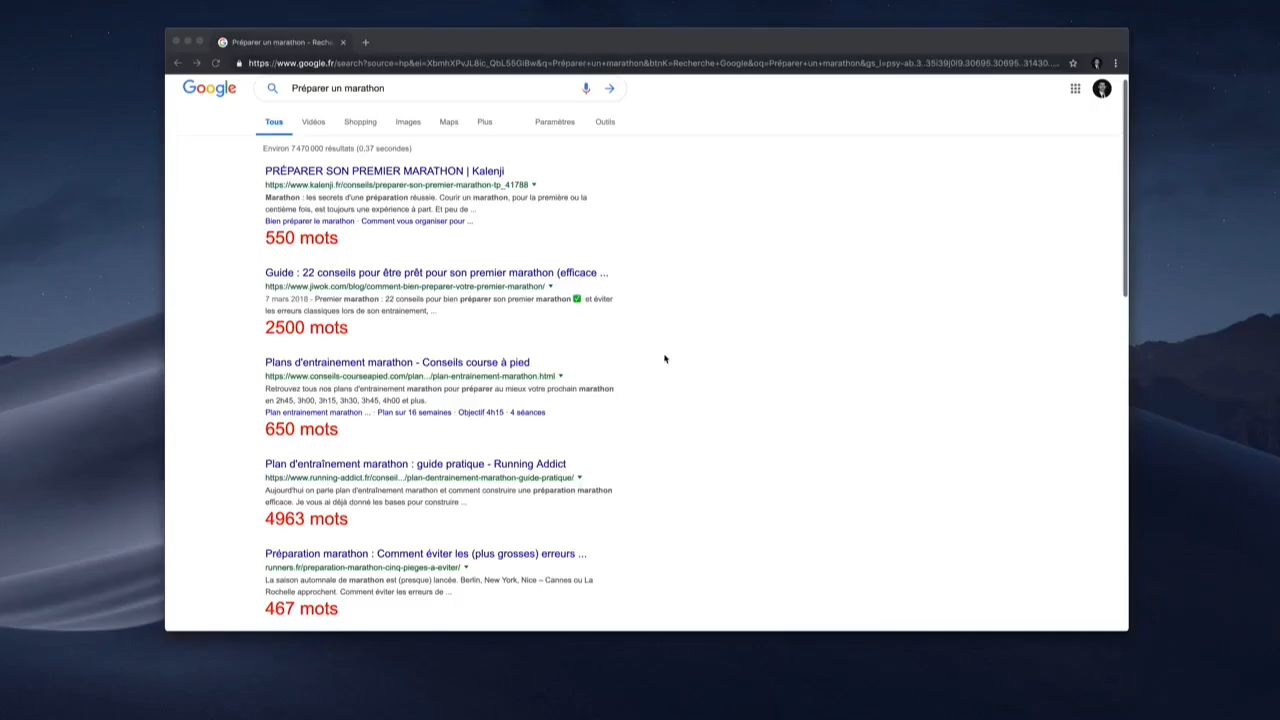 Préparer un marathon - Reche
https://www.google.fr/search?source=hp&ei=XbmhXPvJL8ic_QbL55GiBw&q=Préparer+un+marathon&btnK=Recherche+Google&oq=Préparer+un+marathon&gs_l=psy-ab.3..35i39j0l9.30695.30695..31430....
Google
Préparer un marathon
Tous Vidéos Shopping Images Maps Plus Paramètres Outils
Environ 7 470 000 résultats (0,37 secondes)
PRÉPARER SON PREMIER MARATHON | Kalenji
https://www.kalenji.fr/conseils/preparer-son-premier-marathon-tp_41788
Marathon : les secrets d'une préparation réussie. Courir un marathon, pour la première ou la
centième fois, est toujours une expérience à part. Et peu de ...
Bien préparer le marathon · Comment vous organiser pour ...
550 mots
Guide : 22 conseils pour être prêt pour son premier marathon (efficace ...
https://www.jiwok.com/blog/comment-bien-preparer-votre-premier-marathon/
7 mars 2018 - Premier marathon : 22 conseils pour bien préparer son premier marathon ✅ et éviter
les erreurs classiques lors de son entrainement, ...
2500 mots
Plans d'entrainement marathon - Conseils course à pied
https://www.conseils-courseapied.com/plan.../plan-entrainement-marathon.html
Retrouvez tous nos plans d'entrainement marathon pour préparer au mieux votre prochain marathon
en 2h45, 3h00, 3h15, 3h30, 3h45, 4h00 et plus.
Plan entrainement marathon ... · Plan sur 16 semaines · Objectif 4h15 · 4 séances
650 mots
Plan d'entraînement marathon : guide pratique - Running Addict
https://www.running-addict.fr/conseil.../plan-dentrainement-marathon-guide-pratique/
Aujourd'hui on parle plan d'entraînement marathon et comment construire une préparation marathon
efficace. Je vous ai déjà donné les bases pour construire ...
4963 mots
Préparation marathon : Comment éviter les (plus grosses) erreurs ...
runners.fr/preparation-marathon-cinq-pieges-a-eviter/
La saison automnale de marathon est (presque) lancée. Berlin, New York, Nice – Cannes ou La
Rochelle approchent. Comment éviter les erreurs de ...
467 mots